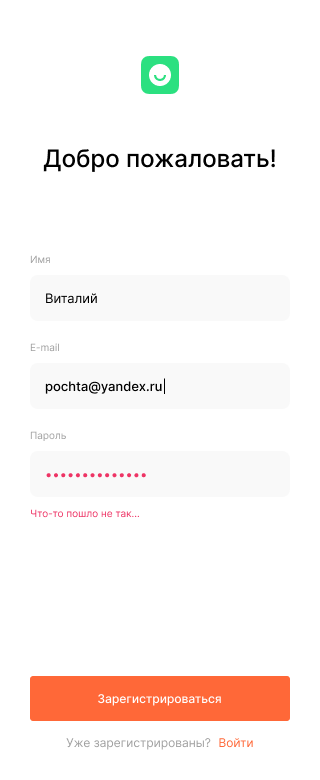 Добро пожаловать!
Имя
Виталий
E-mail
pochta@yandex.ru
Пароль
••••••••••••••
Что-то пошло не так...
Зарегистрироваться
Уже зарегистрированы? Войти